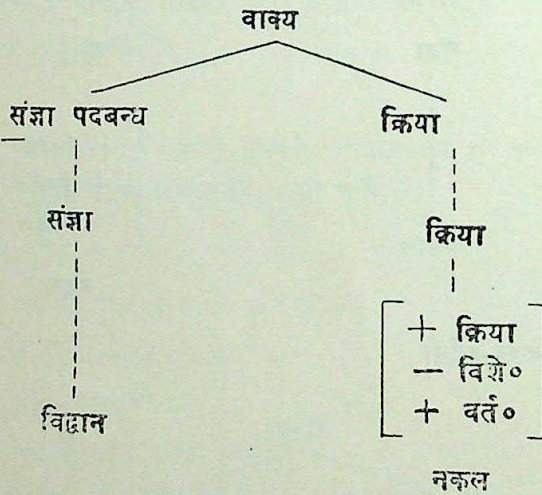 वाक्य
संज्ञा पदबन्ध क्रिया
संज्ञा
क्रिया
+ क्रिया
– विशे०
+ वर्त०
विद्वान
नकल